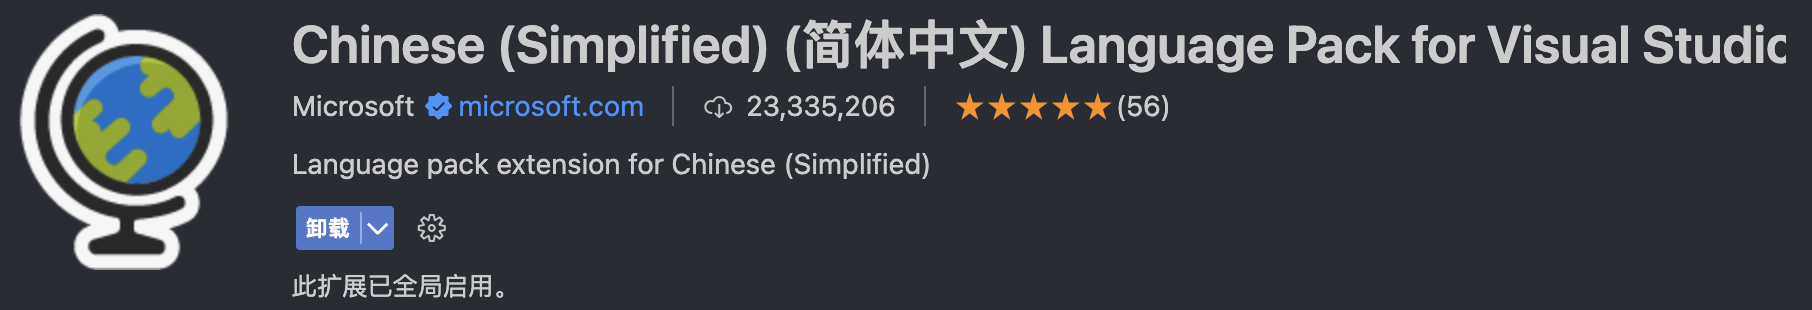 Chinese (Simplified) (简体中文) Language Pack for Visual Studio
Microsoft microsoft.com 23,335,206 (56)
Language pack extension for Chinese (Simplified)
卸载
此扩展已全局启用。